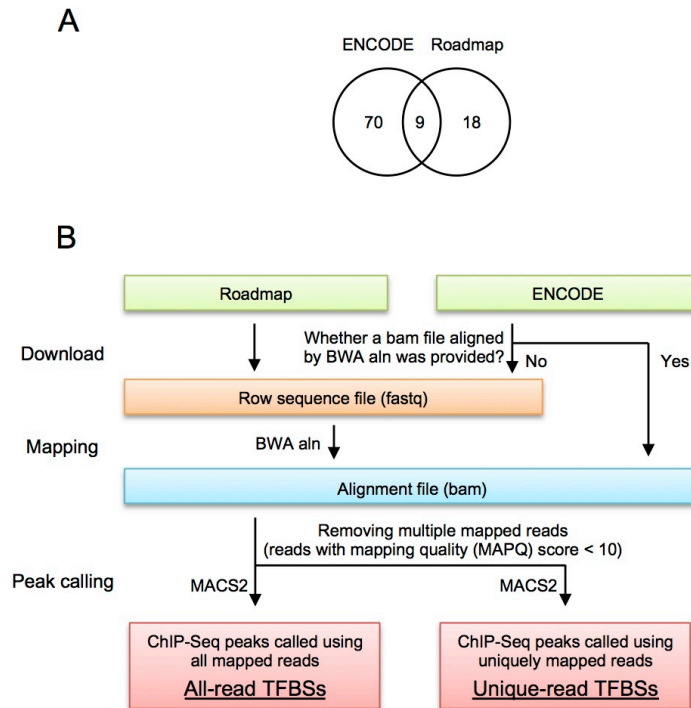 A
ENCODE Roadmap
70 9 18
B
Roadmap
ENCODE
Download
Whether a bam file aligned
by BWA aln was provided?
No
Yes
Row sequence file (fastq)
Mapping
BWA aln
Alignment file (bam)
Removing multiple mapped reads
(reads with mapping quality (MAPQ) score < 10)
Peak calling
MACS2
MACS2
ChIP-Seq peaks called using
all mapped reads
All-read TFBSs
ChIP-Seq peaks called using
uniquely mapped reads
Unique-read TFBSs